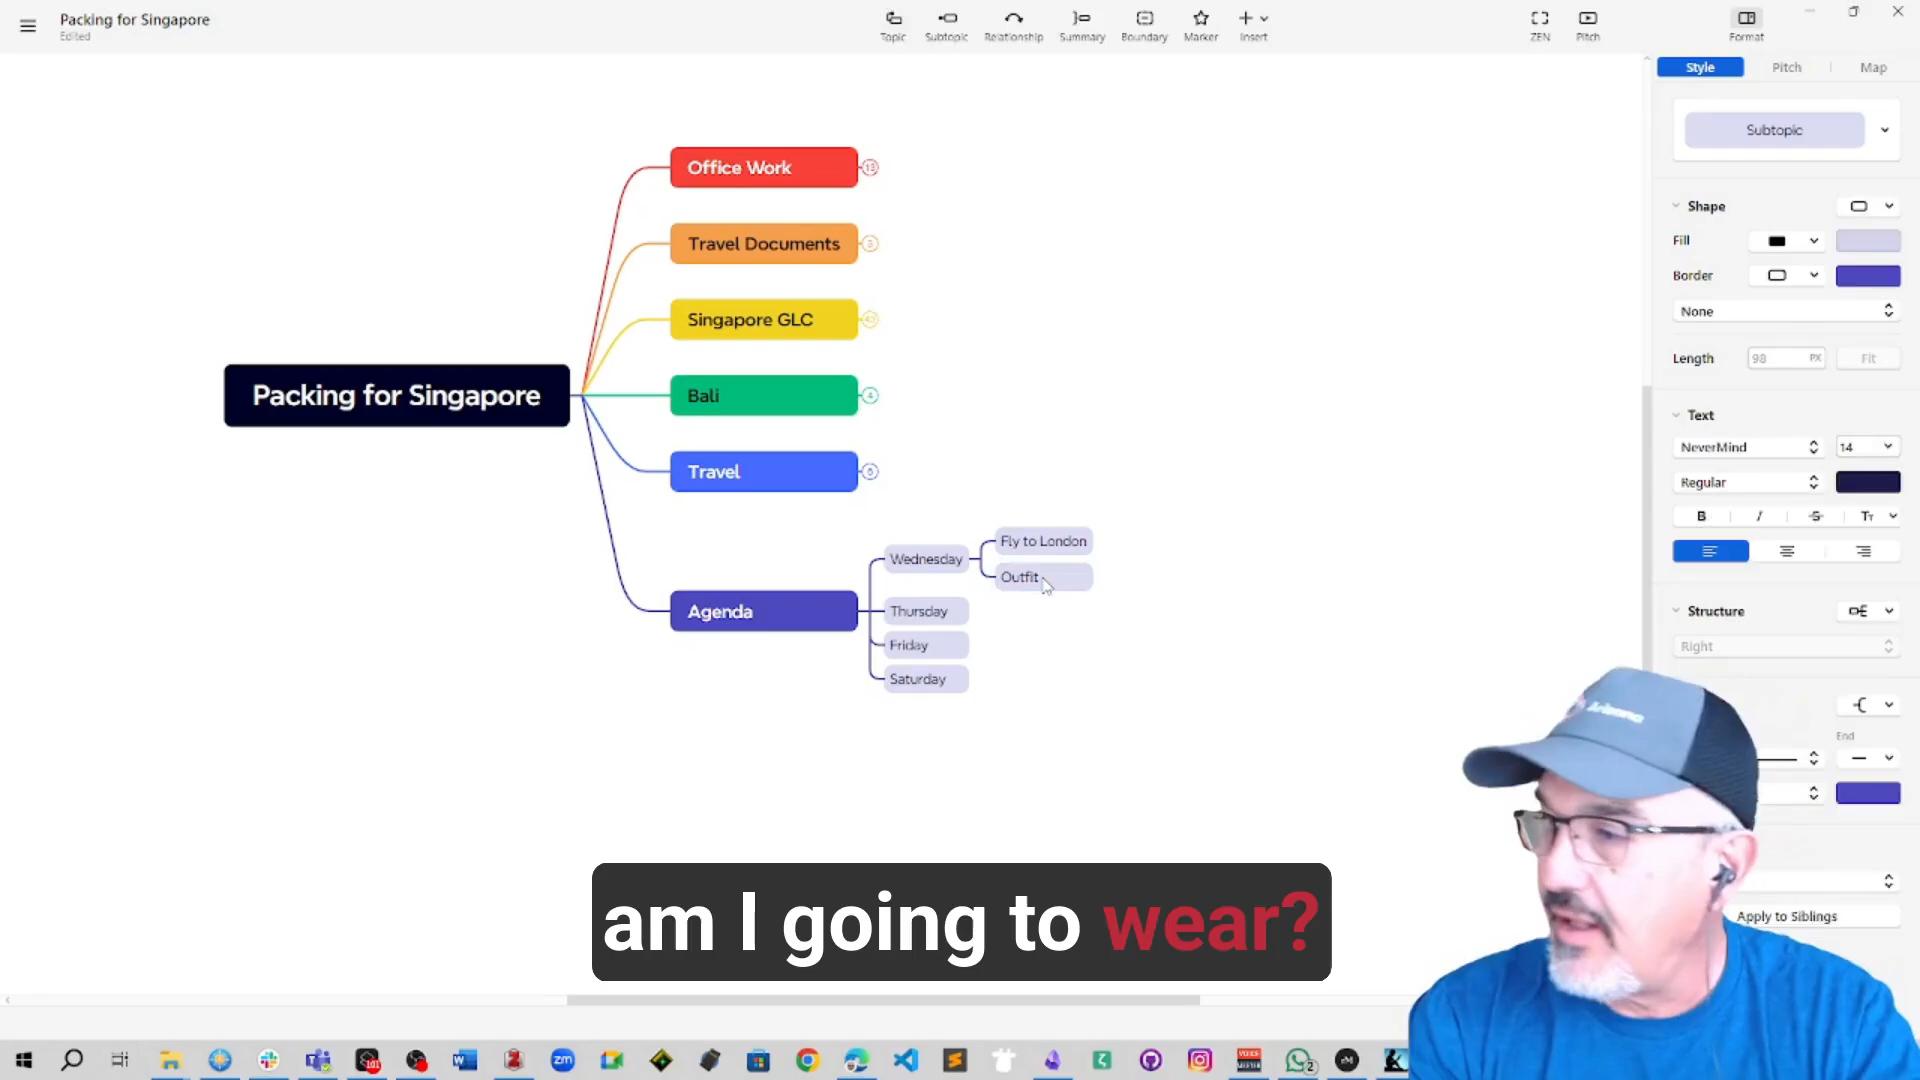 Packing for Singapore
Edited
Topic
Subtopic
Relationship
Summary
Boundary
Marker
Insert
ZEN
Pitch
Format
Style
Pitch
Map
Subtopic
Shape
Fill
Border
None
Length
98
PX
Fit
Text
NeverMind
14
Regular
B
I
S
Structure
Right
End
Apply to Siblings
Packing for Singapore
Office Work
Travel Documents
Singapore GLC
Bali
4
Travel
Agenda
Wednesday
Fly to London
Outfit
Thursday
Friday
Saturday
am I going to wear?
zm
2